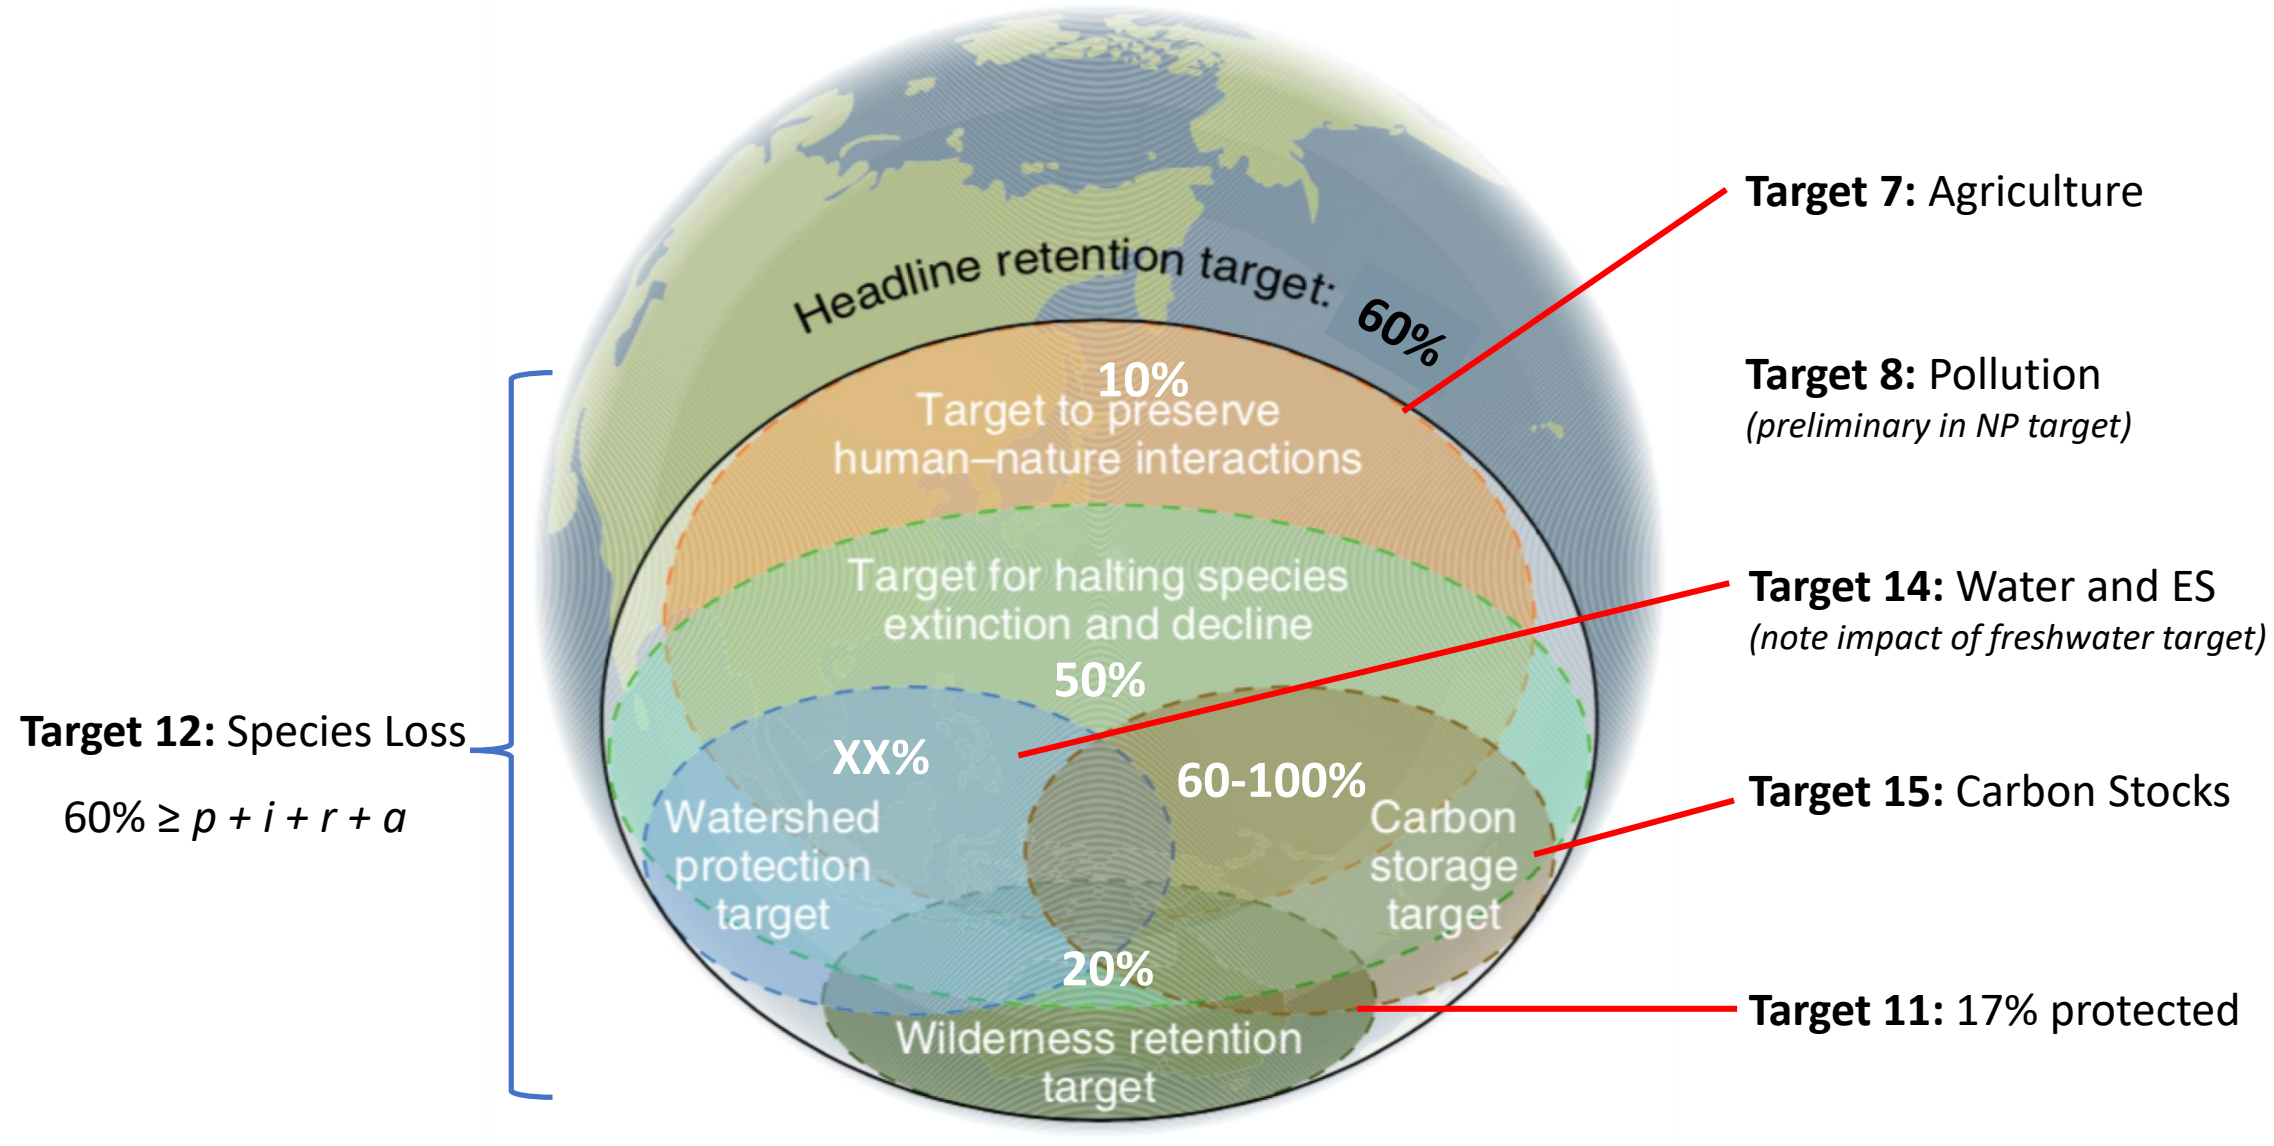 Headline retention target: 60%
10%
Target to preserve
human–nature interactions
Target for halting species
extinction and decline
50%
XX%
Watershed
protection
target
60-100%
Carbon
storage
target
20%
Wilderness retention
target
Target 12: Species Loss
60% ≥ p + i + r + a
Target 7: Agriculture
Target 8: Pollution
(preliminary in NP target)
Target 14: Water and ES
(note impact of freshwater target)
Target 15: Carbon Stocks
Target 11: 17% protected